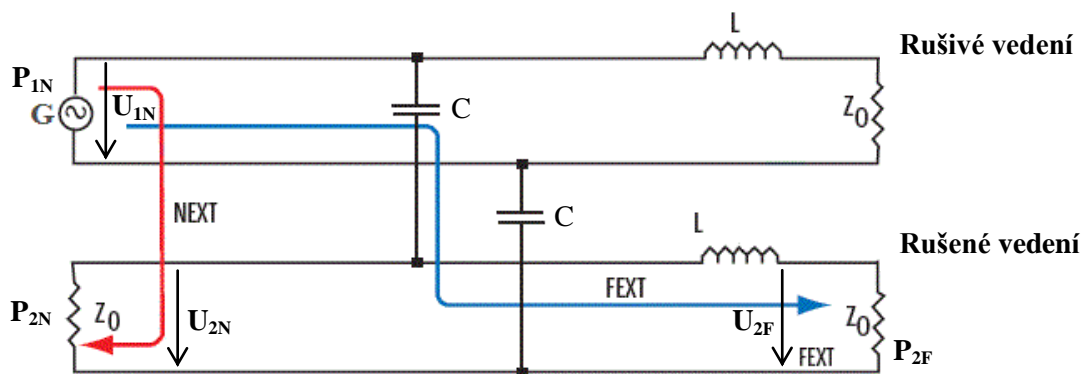 L
Rušivé vedení
P1N
U1N
G
C
Z0
NEXT
C
L
Rušené vedení
FEXT
P2N
Z0
U2N
U2F
Z0
FEXT
P2F